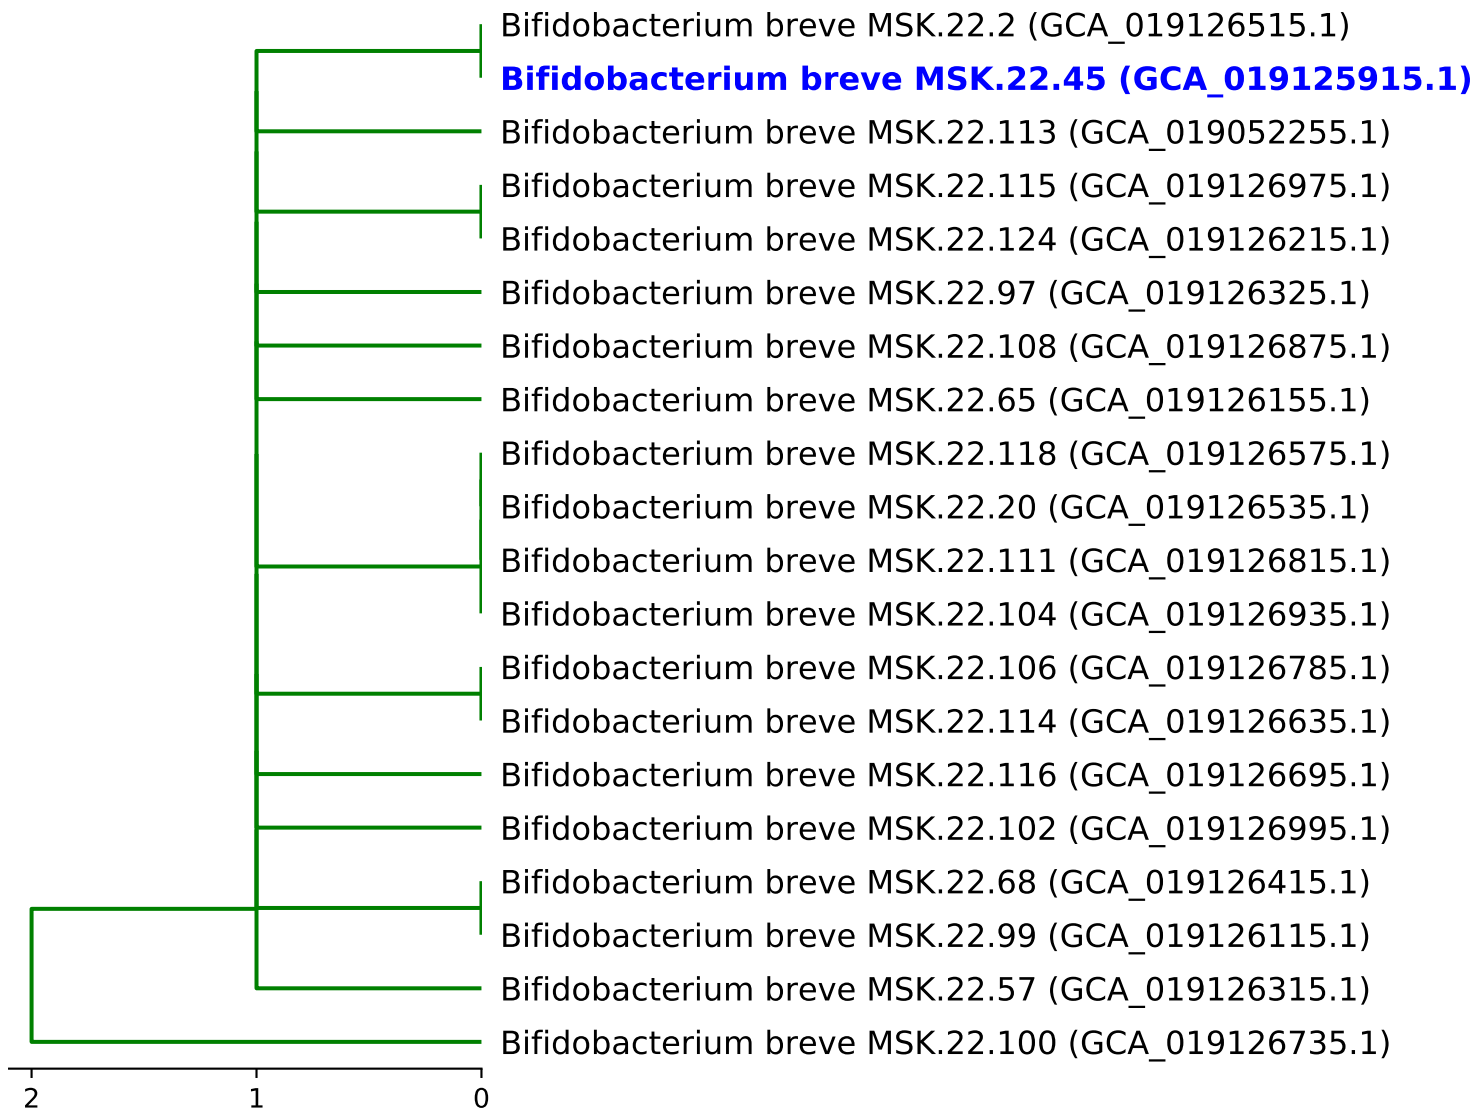 Bifidobacterium breve MSK.22.2 (GCA_019126515.1)
Bifidobacterium breve MSK.22.45 (GCA_019125915.1)
Bifidobacterium breve MSK.22.113 (GCA_019052255.1)
Bifidobacterium breve MSK.22.115 (GCA_019126975.1)
Bifidobacterium breve MSK.22.124 (GCA_019126215.1)
Bifidobacterium breve MSK.22.97 (GCA_019126325.1)
Bifidobacterium breve MSK.22.108 (GCA_019126875.1)
Bifidobacterium breve MSK.22.65 (GCA_019126155.1)
Bifidobacterium breve MSK.22.118 (GCA_019126575.1)
Bifidobacterium breve MSK.22.20 (GCA_019126535.1)
Bifidobacterium breve MSK.22.111 (GCA_019126815.1)
Bifidobacterium breve MSK.22.104 (GCA_019126935.1)
Bifidobacterium breve MSK.22.106 (GCA_019126785.1)
Bifidobacterium breve MSK.22.114 (GCA_019126635.1)
Bifidobacterium breve MSK.22.116 (GCA_019126695.1)
Bifidobacterium breve MSK.22.102 (GCA_019126995.1)
Bifidobacterium breve MSK.22.68 (GCA_019126415.1)
Bifidobacterium breve MSK.22.99 (GCA_019126115.1)
Bifidobacterium breve MSK.22.57 (GCA_019126315.1)
Bifidobacterium breve MSK.22.100 (GCA_019126735.1)
2 1 0